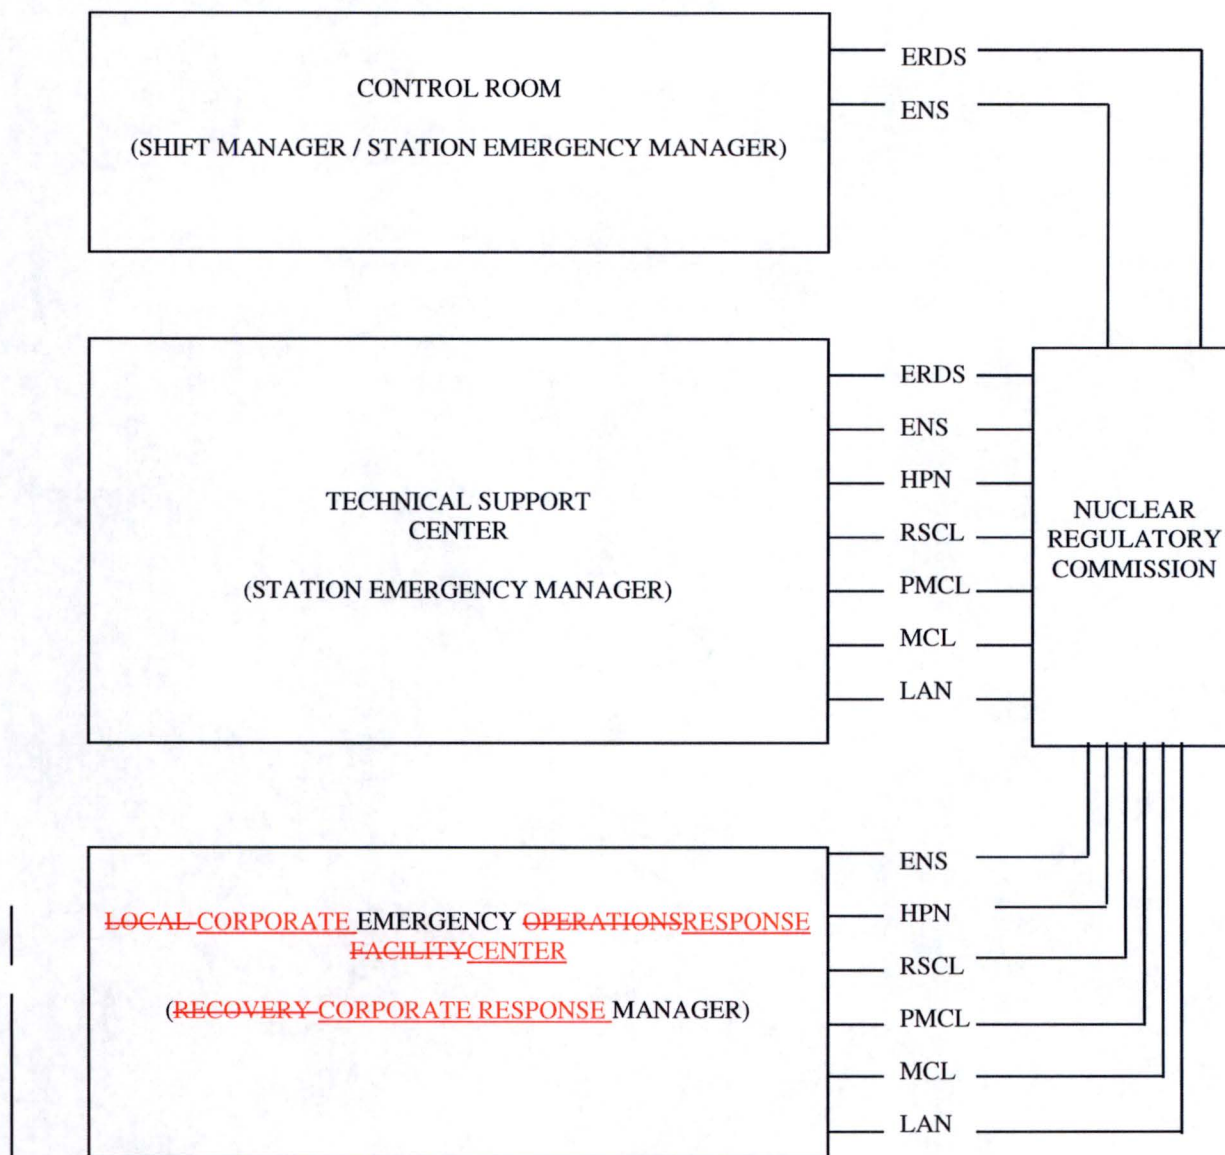 CONTROL ROOM
(SHIFT MANAGER / STATION EMERGENCY MANAGER)
ERDS
ENS
TECHNICAL SUPPORT
CENTER
(STATION EMERGENCY MANAGER)
ERDS
ENS
HPN
RSCL
PMCL
MCL
LAN
NUCLEAR
REGULATORY
COMMISSION
LOCAL CORPORATE EMERGENCY OPERATIONSRESPONSE
FACILITYCENTER
(RECOVERY CORPORATE RESPONSE MANAGER)
ENS
HPN
RSCL
PMCL
MCL
LAN